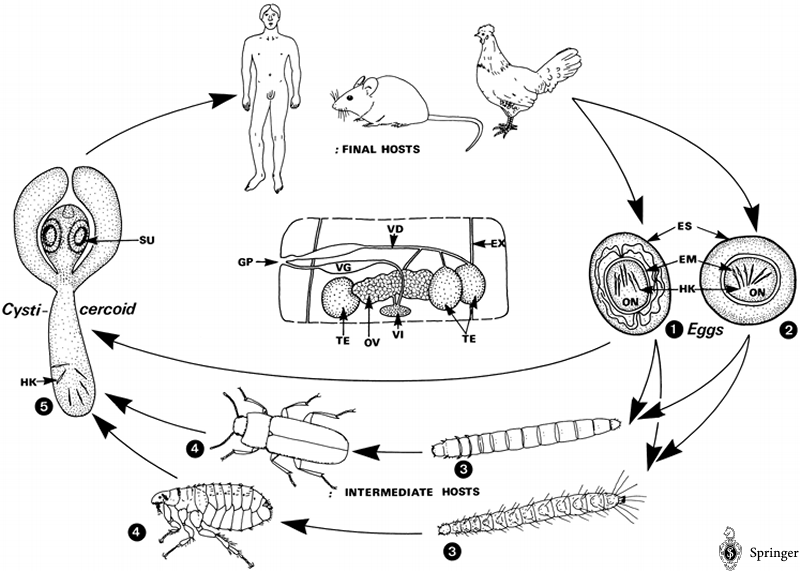 : FINAL HOSTS
SU
Cysti- cercoid
HK
5
VD
EX
GP
VG
TE
OV
VI
TE
ES
EM
HK
ON
ON
1 Eggs
2
4
3
: INTERMEDIATE HOSTS
4
3
Springer